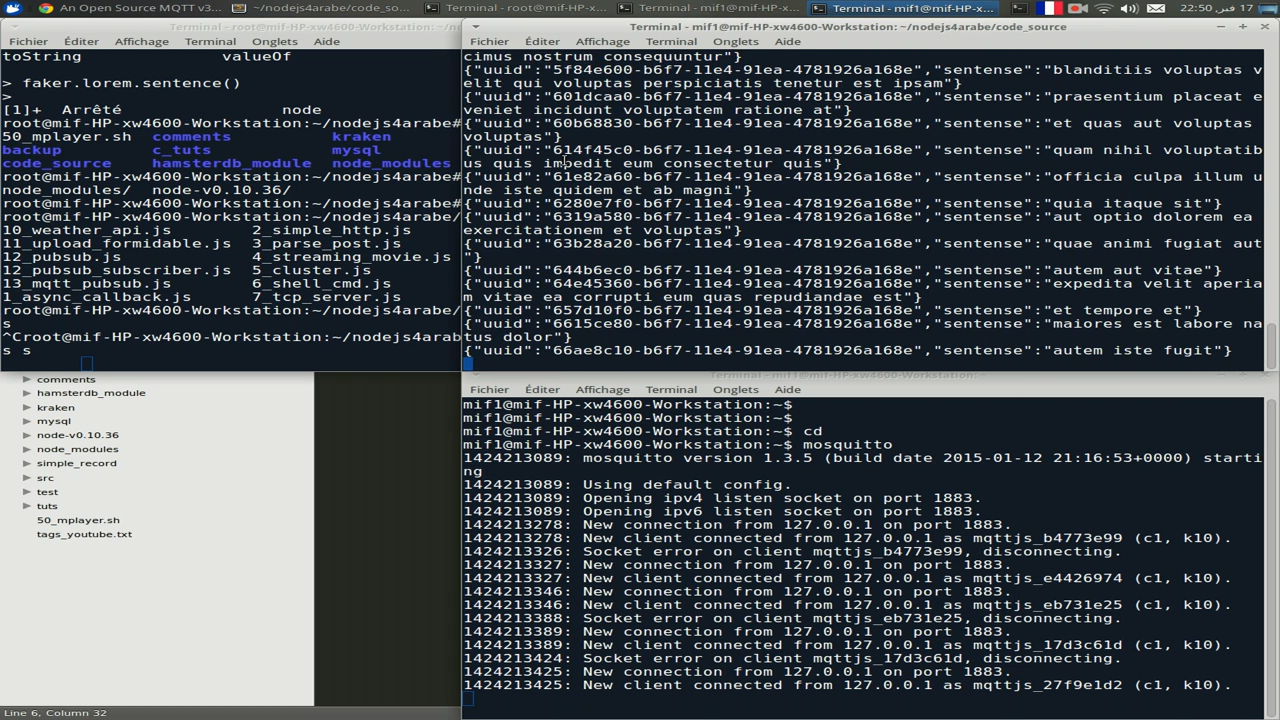 An Open Source MQTT v3...
~/nodejs4arabe/code_so...
Terminal - root@mif-HP-x...
Terminal - mif1@mif-HP-x...
Terminal - mif1@mif-HP-x...
22:50 17 فبر
Terminal - root@mif-HP-xw4600-Workstation: ~/nodejs4arabe/code_source
Fichier Éditer Affichage Terminal Onglets Aide
toString valueOf
> faker.lorem.sentence()
>
[1]+ Arrêté node
root@mif-HP-xw4600-Workstation:~/nodejs4arabe#
50_mplayer.sh comments kraken
backup c_tuts mysql
code_source hamsterdb_module node_modules
root@mif-HP-xw4600-Workstation:~/nodejs4arabe#
node_modules/ node-v0.10.36/
root@mif-HP-xw4600-Workstation:~/nodejs4arabe#
root@mif-HP-xw4600-Workstation:~/nodejs4arabe/
10_weather_api.js 2_simple_http.js
11_upload_formidable.js 3_parse_post.js
12_pubsub.js 4_streaming_movie.js
12_pubsub_subscriber.js 5_cluster.js
13_mqtt_pubsub.js 6_shell_cmd.js
1_async_callback.js 7_tcp_server.js
root@mif-HP-xw4600-Workstation:~/nodejs4arabe/
s
^Croot@mif-HP-xw4600-Workstation:~/nodejs4arab
s s
Terminal - mif1@mif-HP-xw4600-Workstation: ~/nodejs4arabe/code_source
Fichier Éditer Affichage Terminal Onglets Aide
cimus nostrum consequuntur"}
{"uuid":"5f84e600-b6f7-11e4-91ea-4781926a168e","sentense":"blanditiis voluptas v
elit qui voluptas perspiciatis tenetur est ipsam"}
{"uuid":"601dcaa0-b6f7-11e4-91ea-4781926a168e","sentense":"praesentium placeat e
veniet incidunt voluptatem ratione at"}
{"uuid":"60b68830-b6f7-11e4-91ea-4781926a168e","sentense":"et quas aut voluptas
voluptas"}
{"uuid":"614f45c0-b6f7-11e4-91ea-4781926a168e","sentense":"quam nihil voluptatib
us quis impedit eum consectetur quis"}
{"uuid":"61e82a60-b6f7-11e4-91ea-4781926a168e","sentense":"officia culpa illum u
nde iste quidem et ab magni"}
{"uuid":"6280e7f0-b6f7-11e4-91ea-4781926a168e","sentense":"quia itaque sit"}
{"uuid":"6319a580-b6f7-11e4-91ea-4781926a168e","sentense":"aut optio dolorem ea
exercitationem et voluptas"}
{"uuid":"63b28a20-b6f7-11e4-91ea-4781926a168e","sentense":"quae animi fugiat aut
"}
{"uuid":"644b6ec0-b6f7-11e4-91ea-4781926a168e","sentense":"autem aut vitae"}
{"uuid":"64e45360-b6f7-11e4-91ea-4781926a168e","sentense":"expedita velit aperia
m vitae ea corrupti eum quas repudiandae est"}
{"uuid":"657d10f0-b6f7-11e4-91ea-4781926a168e","sentense":"et tempore et"}
{"uuid":"6615ce80-b6f7-11e4-91ea-4781926a168e","sentense":"maiores est labore na
tus dolor"}
{"uuid":"66ae8c10-b6f7-11e4-91ea-4781926a168e","sentense":"autem iste fugit"}
comments
hamsterdb_module
kraken
mysql
node-v0.10.36
node_modules
simple_record
src
test
tuts
50_mplayer.sh
tags_youtube.txt
Line 6, Column 32
Terminal - mif1@mif-HP-xw4600-Workstation: ~
Fichier Éditer Affichage Terminal Onglets Aide
mif1@mif-HP-xw4600-Workstation:~$
mif1@mif-HP-xw4600-Workstation:~$
mif1@mif-HP-xw4600-Workstation:~$ cd
mif1@mif-HP-xw4600-Workstation:~$ mosquitto
1424213089: mosquitto version 1.3.5 (build date 2015-01-12 21:16:53+0000) starti
ng
1424213089: Using default config.
1424213089: Opening ipv4 listen socket on port 1883.
1424213089: Opening ipv6 listen socket on port 1883.
1424213278: New connection from 127.0.0.1 on port 1883.
1424213278: New client connected from 127.0.0.1 as mqttjs_b4773e99 (c1, k10).
1424213326: Socket error on client mqttjs_b4773e99, disconnecting.
1424213327: New connection from 127.0.0.1 on port 1883.
1424213327: New client connected from 127.0.0.1 as mqttjs_e4426974 (c1, k10).
1424213346: New connection from 127.0.0.1 on port 1883.
1424213346: New client connected from 127.0.0.1 as mqttjs_eb731e25 (c1, k10).
1424213388: Socket error on client mqttjs_eb731e25, disconnecting.
1424213389: New connection from 127.0.0.1 on port 1883.
1424213389: New client connected from 127.0.0.1 as mqttjs_17d3c61d (c1, k10).
1424213424: Socket error on client mqttjs_17d3c61d, disconnecting.
1424213425: New connection from 127.0.0.1 on port 1883.
1424213425: New client connected from 127.0.0.1 as mqttjs_27f9e1d2 (c1, k10).